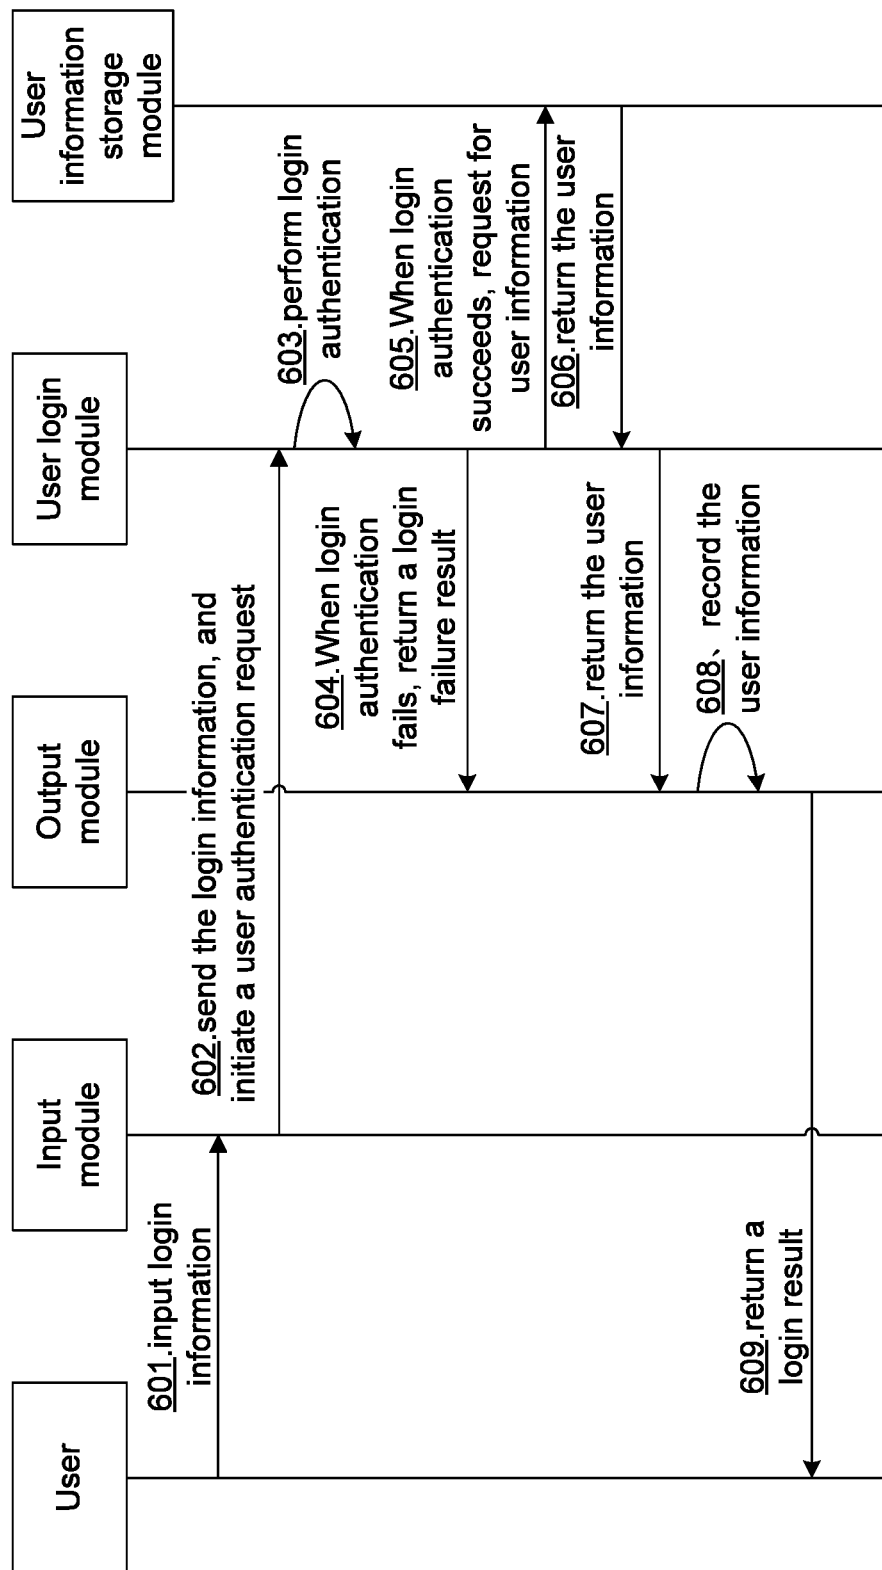 User
Input
module
Output
module
User login
module
User
information
storage
module
601.input login
information
602.send the login information, and
initiate a user authentication request
603.perform login
authentication
604.When login
authentication
fails, return a login
failure result
605.When login
authentication
succeeds, request for
user information
606.return the user
information
607.return the user
information
608、record the
user information
609.return a
login result